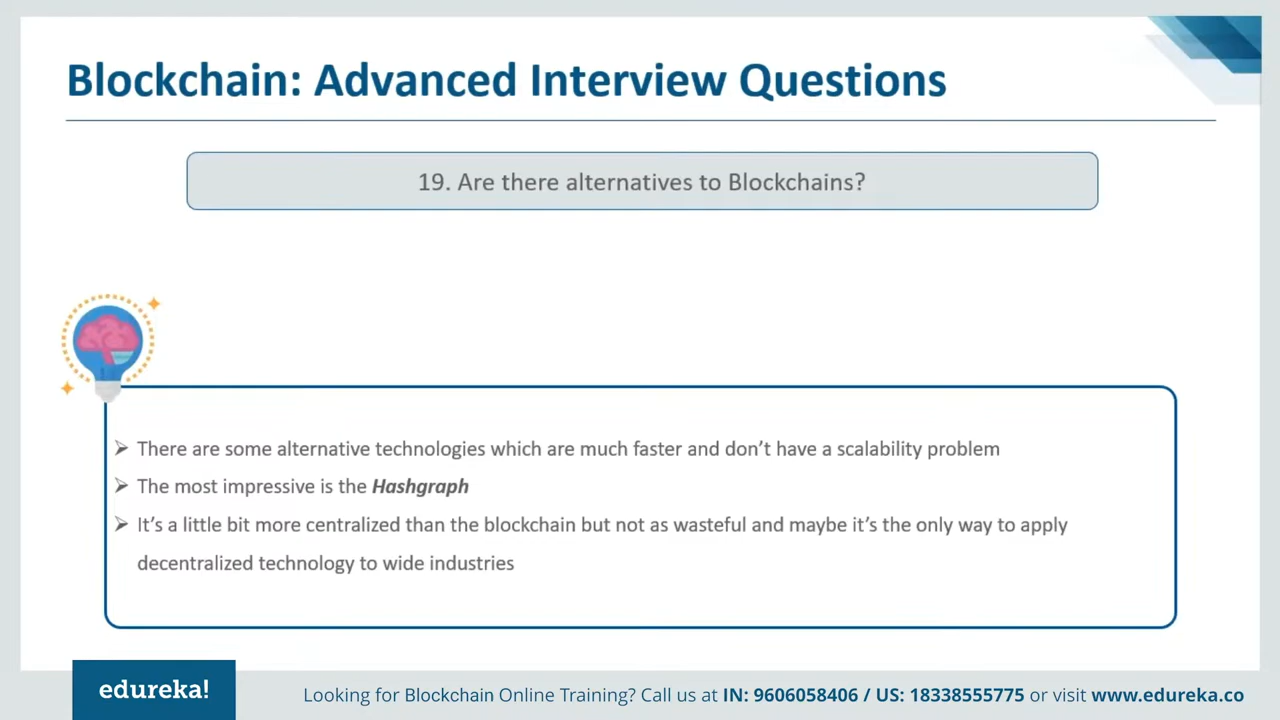 Blockchain: Advanced Interview Questions
19. Are there alternatives to Blockchains?
➢ There are some alternative technologies which are much faster and don’t have a scalability problem
➢ The most impressive is the Hashgraph
➢ It’s a little bit more centralized than the blockchain but not as wasteful and maybe it’s the only way to apply
decentralized technology to wide industries
edureka!
Looking for Blockchain Online Training? Call us at IN: 9606058406 / US: 18338555775 or visit www.edureka.co